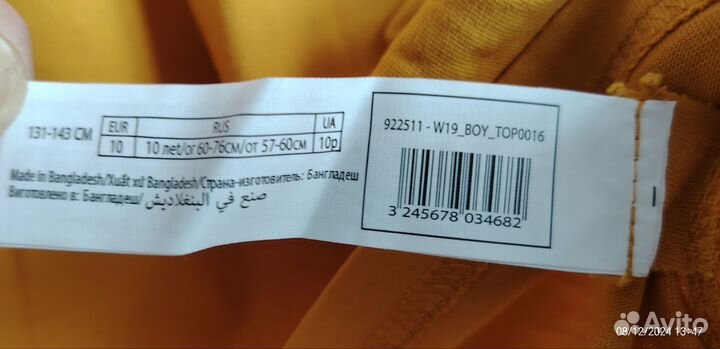 131-143 CM
EUR RUS UA
10 10 лет/от 60-76см/от 57-60см 10р
Made in Bangladesh/Xuất xứ Bangladesh/Страна-изготовитель: Бангладеш
Виготовлено в: Бангладеш/صنع في البنغلاديش
922511 - W19_BOY_TOP0016
3 245678 034682
Avito
08/12/2024 13:47